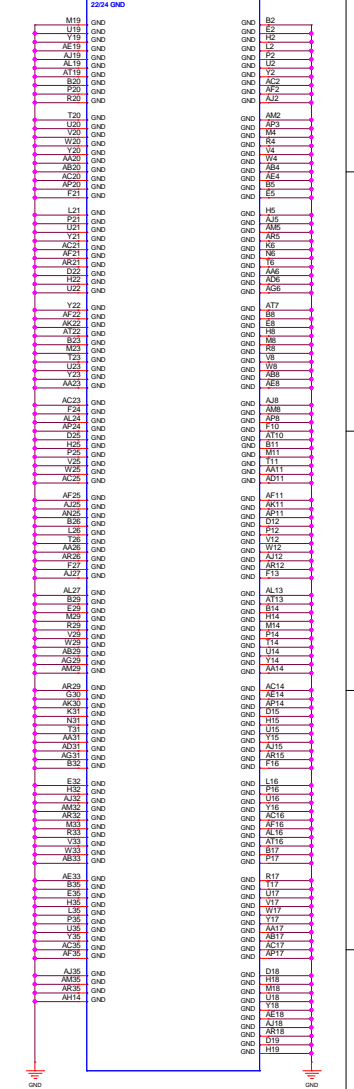 22/24 GND
M19 GND GND B2
U19 GND GND E2
Y19 GND GND H2
AE19 GND GND L2
AJ19 GND GND P2
AL19 GND GND U2
AT19 GND GND Y2
B20 GND GND AC2
P20 GND GND AF2
R20 GND GND AJ2
T20 GND GND AM2
U20 GND GND AP3
V20 GND GND M4
W20 GND GND R4
Y20 GND GND V4
AA20 GND GND W4
AB20 GND GND AB4
AC20 GND GND AE4
AP20 GND GND B5
F21 GND GND E5
L21 GND GND H5
P21 GND GND AJ5
U21 GND GND AM5
Y21 GND GND AR5
AC21 GND GND K6
AF21 GND GND N6
AR21 GND GND T6
D22 GND GND AA6
H22 GND GND AD6
U22 GND GND AG6
Y22 GND GND AT7
AF22 GND GND B8
AK22 GND GND E8
AT22 GND GND H8
B23 GND GND M8
M23 GND GND R8
T23 GND GND V8
U23 GND GND W8
Y23 GND GND AB8
AA23 GND GND AE8
AC23 GND GND AJ8
F24 GND GND AM8
AL24 GND GND AP8
AP24 GND GND F10
D25 GND GND AT10
H25 GND GND B11
P25 GND GND M11
V25 GND GND T11
W25 GND GND AA11
AC25 GND GND AD11
AF25 GND GND AF11
AJ25 GND GND AK11
AN25 GND GND AP11
B26 GND GND D12
L26 GND GND P12
T26 GND GND V12
AA26 GND GND W12
AR26 GND GND AJ12
F27 GND GND AR12
AJ27 GND GND F13
AL27 GND GND AL13
B29 GND GND AT13
E29 GND GND B14
M29 GND GND H14
R29 GND GND M14
V29 GND GND P14
W29 GND GND T14
AB29 GND GND U14
AG29 GND GND Y14
AM29 GND GND AA14
AR29 GND GND AC14
G30 GND GND AE14
AK30 GND GND AP14
K31 GND GND D15
N31 GND GND H15
T31 GND GND U15
AA31 GND GND Y15
AD31 GND GND AJ15
AG31 GND GND AR15
B32 GND GND F16
E32 GND GND L16
H32 GND GND P16
AJ32 GND GND U16
AM32 GND GND Y16
AR32 GND GND AC16
M33 GND GND AF16
R33 GND GND AL16
V33 GND GND AT16
W33 GND GND B17
AB33 GND GND P17
AE33 GND GND R17
B35 GND GND T17
E35 GND GND U17
H35 GND GND V17
L35 GND GND W17
P35 GND GND Y17
U35 GND GND AA17
Y35 GND GND AB17
AC35 GND GND AC17
AF35 GND GND AP17
AJ35 GND GND D18
AM35 GND GND H18
AR35 GND GND M18
AH14 GND GND U18
GND Y18
GND AE18
GND AJ18
GND AR18
GND D19
GND H19
GND GND